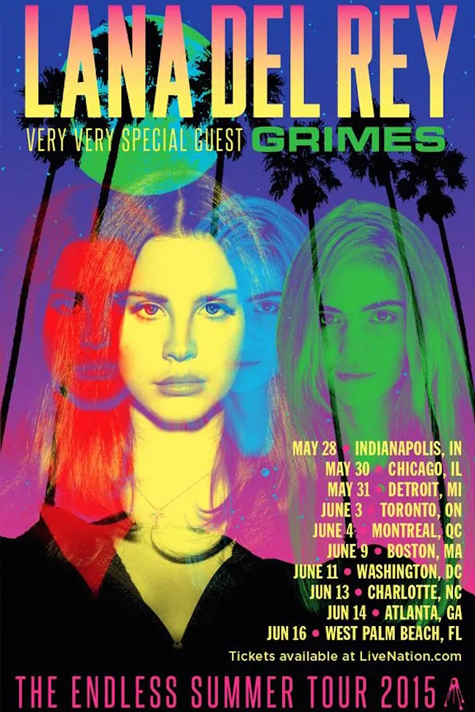 LANA DEL REY
VERY VERY SPECIAL GUEST GRIMES
MAY 28 • INDIANAPOLIS, IN
MAY 30 • CHICAGO, IL
MAY 31 • DETROIT, MI
JUNE 3 • TORONTO, ON
JUNE 4 • MONTREAL, QC
JUNE 9 • BOSTON, MA
JUNE 11 • WASHINGTON, DC
JUN 13 • CHARLOTTE, NC
JUN 14 • ATLANTA, GA
JUN 16 • WEST PALM BEACH, FL
Tickets available at LiveNation.com
THE ENDLESS SUMMER TOUR 2015